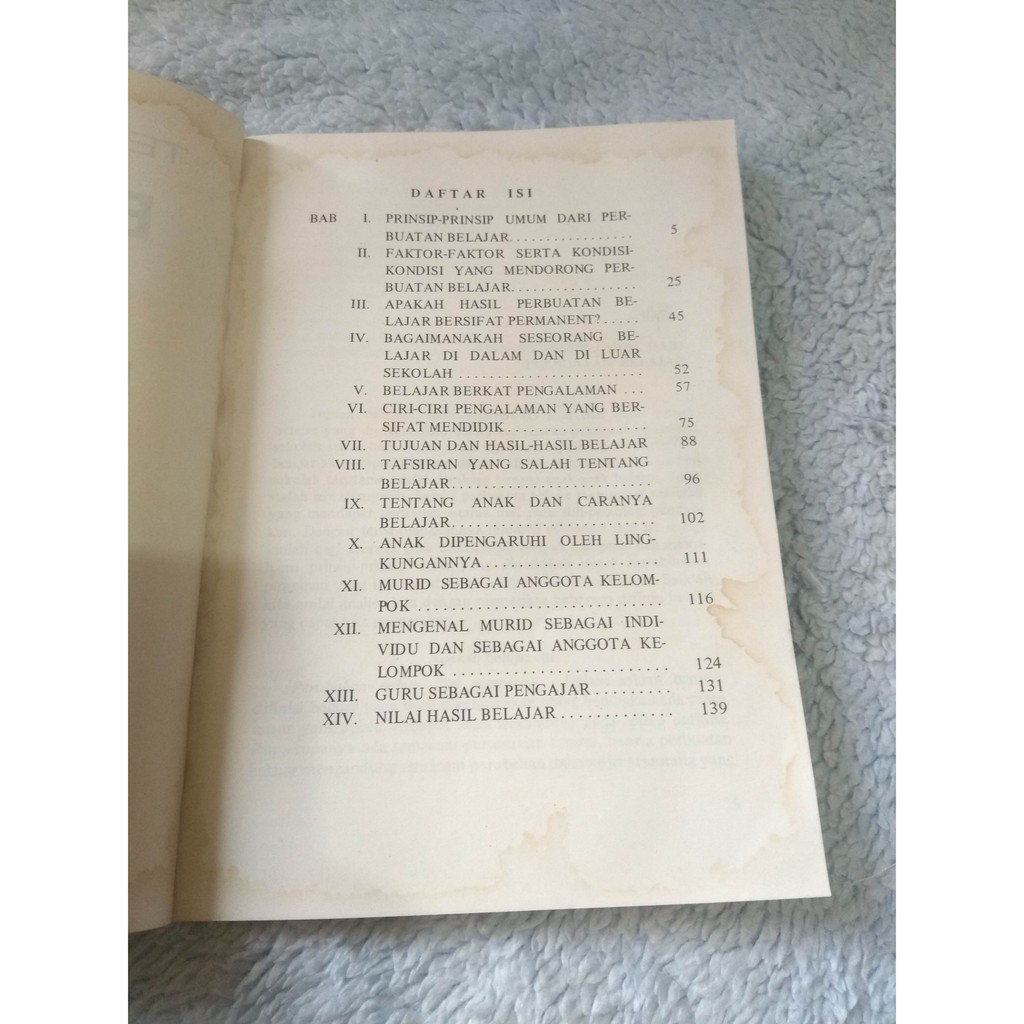 DAFTAR ISI
BAB I. PRINSIP-PRINSIP UMUM DARI PER-
BUATAN BELAJAR................. 5
II. FAKTOR-FAKTOR SERTA KONDISI-
KONDISI YANG MENDORONG PER-
BUATAN BELAJAR................. 25
III. APAKAH HASIL PERBUATAN BE-
LAJAR BERSIFAT PERMANENT?..... 45
IV. BAGAIMANAKAH SESEORANG BE-
LAJAR DI DALAM DAN DI LUAR
SEKOLAH ........................ 52
V. BELAJAR BERKAT PENGALAMAN ... 57
VI. CIRI-CIRI PENGALAMAN YANG BER-
SIFAT MENDIDIK.................. 75
VII. TUJUAN DAN HASIL-HASIL BELAJAR 88
VIII. TAFSIRAN YANG SALAH TENTANG
BELAJAR......................... 96
IX. TENTANG ANAK DAN CARANYA
BELAJAR......................... 102
X. ANAK DIPENGARUHI OLEH LING-
KUNGANNYA ..................... 111
XI. MURID SEBAGAI ANGGOTA KELOM-
POK ............................. 116
XII. MENGENAL MURID SEBAGAI INDI-
VIDU DAN SEBAGAI ANGGOTA KE-
LOMPOK ......................... 124
XIII. GURU SEBAGAI PENGAJAR ......... 131
XIV. NILAI HASIL BELAJAR ............. 139